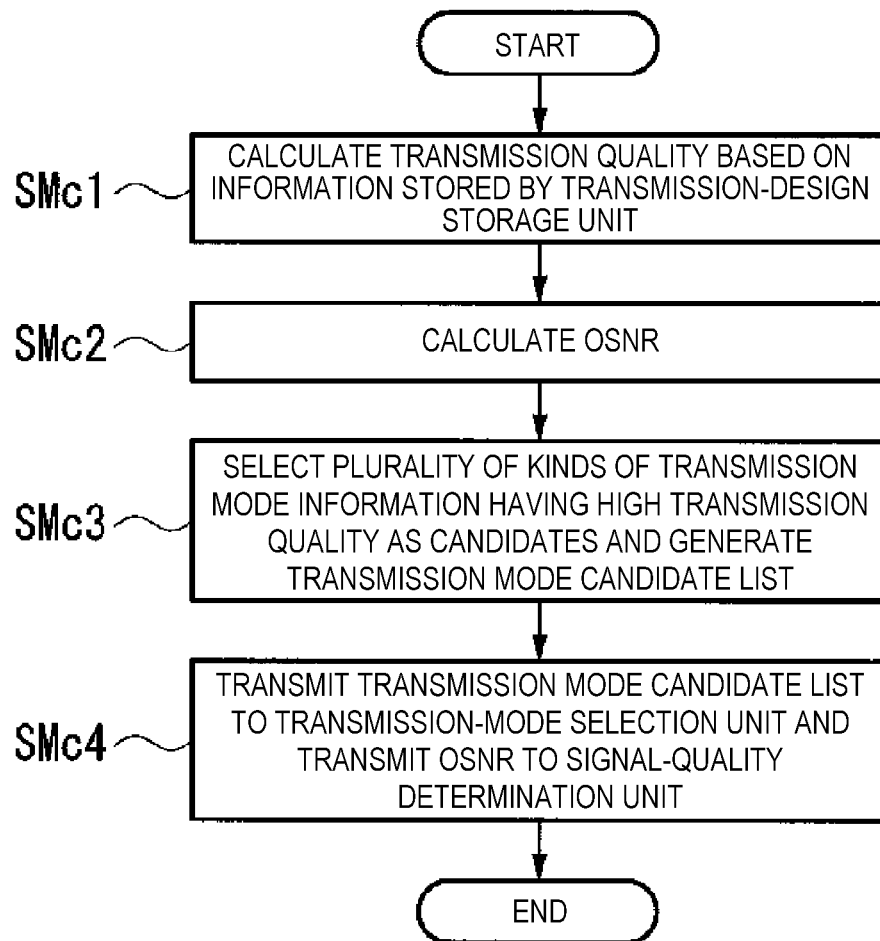 START
SMc1
CALCULATE TRANSMISSION QUALITY BASED ON
INFORMATION STORED BY TRANSMISSION-DESIGN
STORAGE UNIT
SMc2
CALCULATE OSNR
SMc3
SELECT PLURALITY OF KINDS OF TRANSMISSION
MODE INFORMATION HAVING HIGH TRANSMISSION
QUALITY AS CANDIDATES AND GENERATE
TRANSMISSION MODE CANDIDATE LIST
SMc4
TRANSMIT TRANSMISSION MODE CANDIDATE LIST
TO TRANSMISSION-MODE SELECTION UNIT AND
TRANSMIT OSNR TO SIGNAL-QUALITY
DETERMINATION UNIT
END